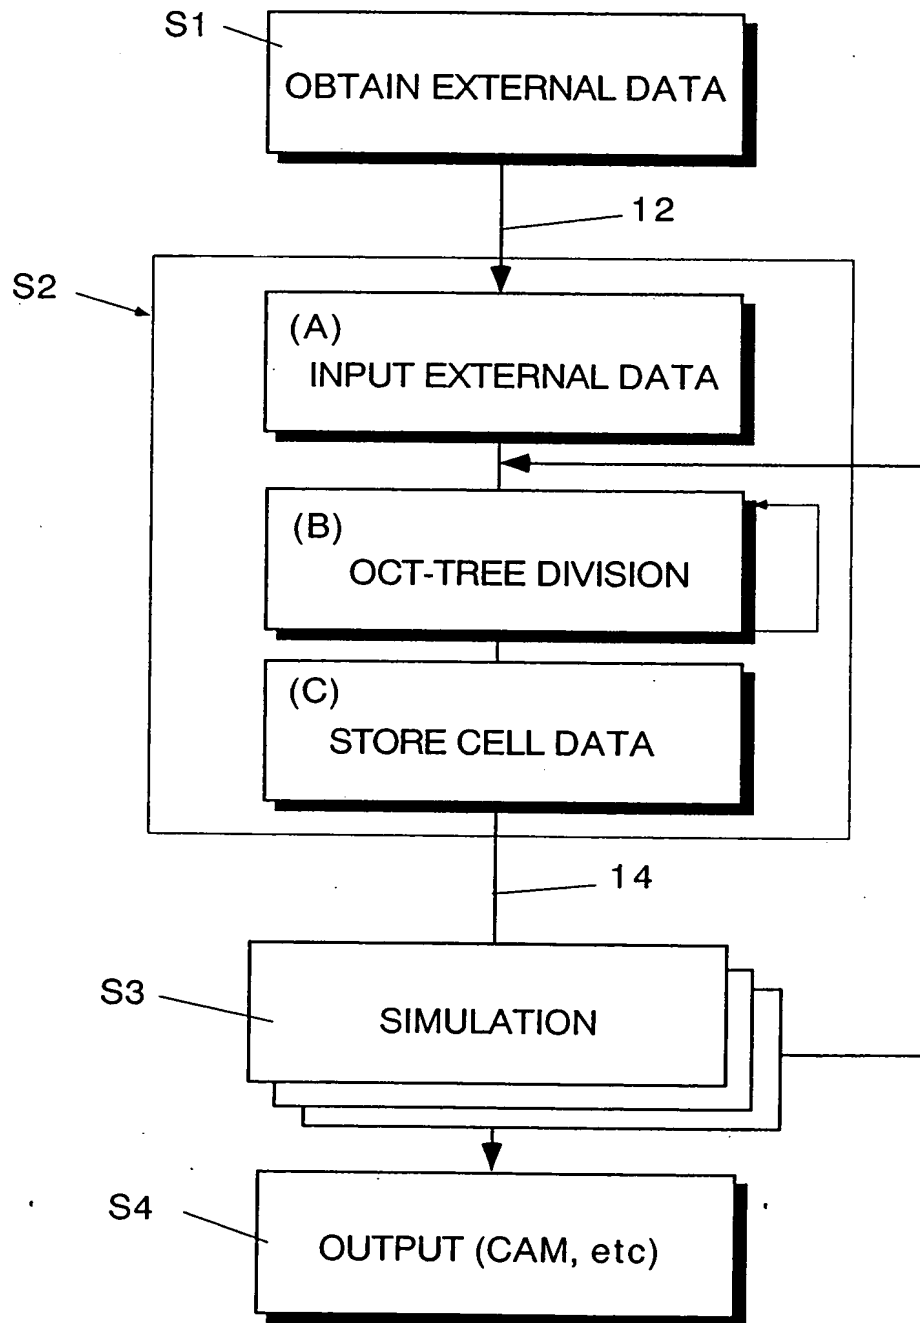 S1
OBTAIN EXTERNAL DATA
12
S2
(A)
INPUT EXTERNAL DATA
(B)
OCT-TREE DIVISION
(C)
STORE CELL DATA
14
S3
SIMULATION
S4
OUTPUT (CAM, etc)